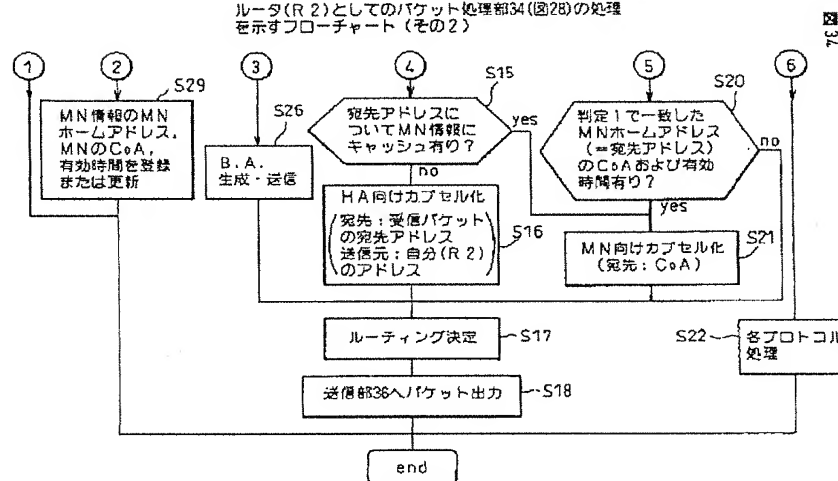 ルータ(R2)としてのパケット処理部34(図28)の処理
を示すフローチャート(その2)
図34
1
2
3
4
5
6
S29
MN情報のMN
ホームアドレス,
MNのCoA,
有効時間を登録
または更新
S26
B.A.
生成・送信
S15
宛先アドレスに
ついてMN情報に
キャッシュ有り?
yes
no
HA向けカプセル化
(宛先:受信パケット
の宛先アドレス
送信元:自分(R2)
のアドレス)
S16
S20
判定1で一致した
MNホームアドレス
(=宛先アドレス)
のCoAおよび有効
時間有り?
no
yes
MN向けカプセル化
(宛先:CoA)
S21
ルーティング決定
S17
S22
各プロトコル
処理
送信部36へパケット出力
S18
end